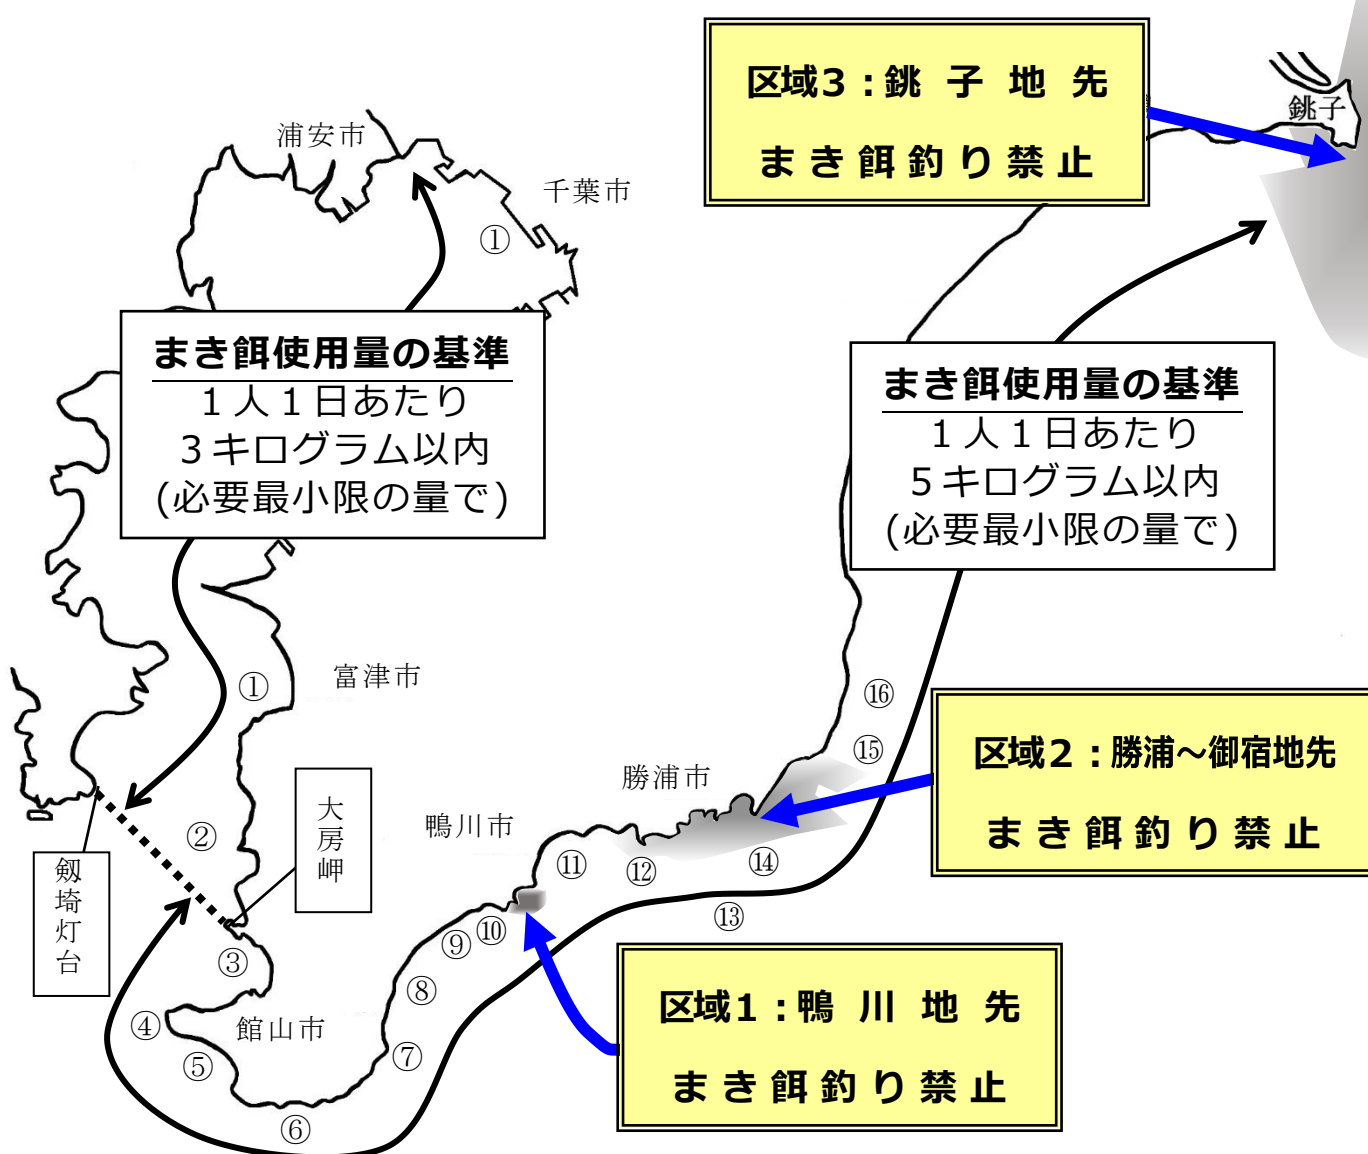 区域3：銚子地先
まき餌釣り禁止
銚子
浦安市
千葉市
①
まき餌使用量の基準
１人１日あたり
３キログラム以内
(必要最小限の量で)
まき餌使用量の基準
１人１日あたり
５キログラム以内
(必要最小限の量で)
富津市
①
⑯
⑮
区域2：勝浦～御宿地先
まき餌釣り禁止
勝浦市
鴨川市
大房岬
剱埼灯台
②
⑪
⑫
⑭
⑬
⑩
⑨
③
⑧
④
館山市
⑤
⑦
⑥
区域1：鴨川地先
まき餌釣り禁止